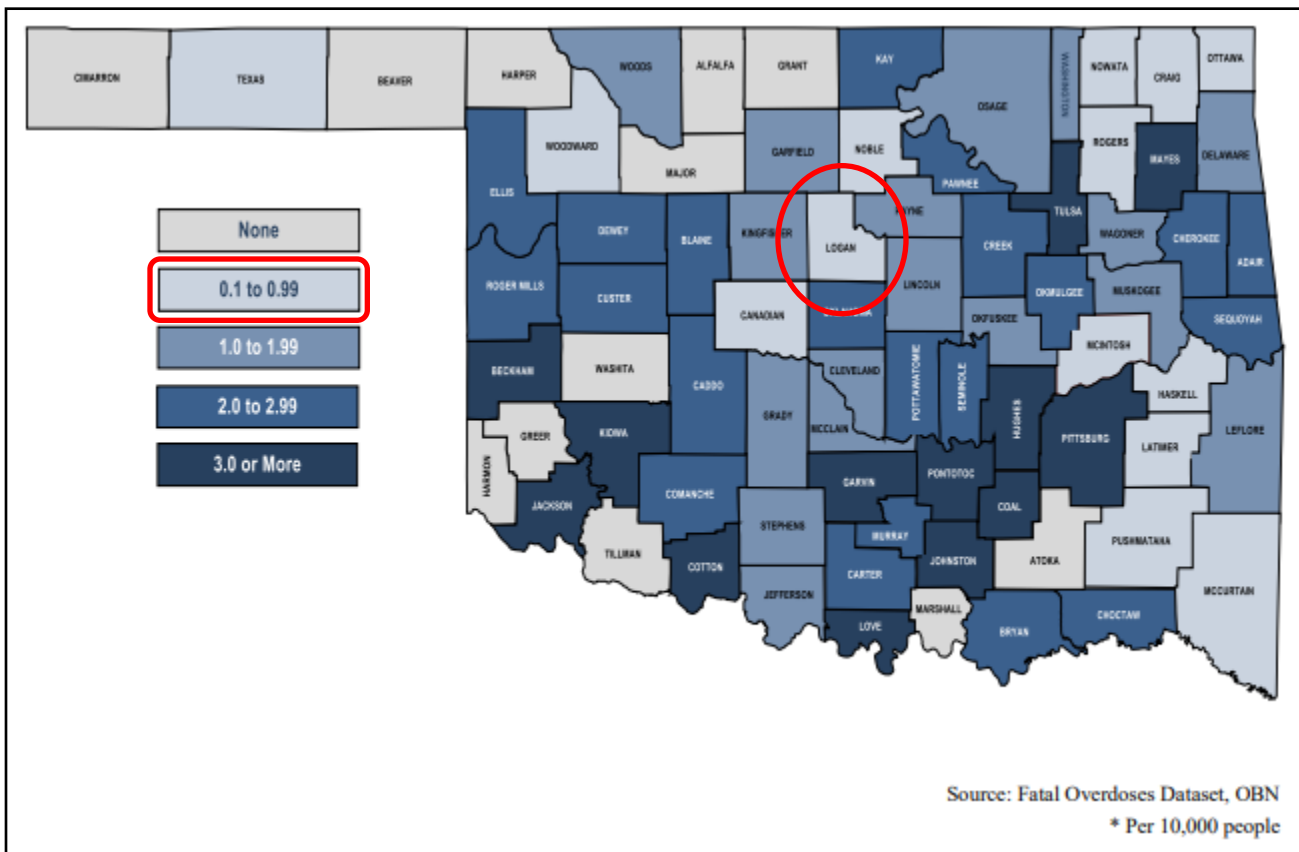 CIMARRON
TEXAS
BEAVER
HARPER
WOODS
ALFALFA
GRANT
KAY
OSAGE
WASHINGTON
NOWATA
CRAIG
OTTAWA
WOODWARD
MAJOR
GARFIELD
NOBLE
PAWNEE
ROGERS
MAYES
DELAWARE
ELLIS
DEWEY
BLAINE
KINGFISHER
LOGAN
PAYNE
CREEK
TULSA
WAGONER
CHEROKEE
ADAIR
ROGER MILLS
CUSTER
CANADIAN
LINCOLN
OKMULGEE
MUSKOGEE
OKFUSKEE
SEQUOYAH
MCINTOSH
BECKHAM
WASHITA
CADDO
GRADY
CLEVELAND
MCCLAIN
POTTAWATOMIE
SEMINOLE
HUGHES
PITTSBURG
HASKELL
LATIMER
LEFLORE
HARMON
GREER
KIOWA
JACKSON
COMANCHE
GARVIN
PONTOTOC
COAL
STEPHENS
MURRAY
TILLMAN
COTTON
JEFFERSON
CARTER
JOHNSTON
ATOKA
PUSHMATAHA
MCCURTAIN
LOVE
MARSHALL
BRYAN
CHOCTAW
None
0.1 to 0.99
1.0 to 1.99
2.0 to 2.99
3.0 or More
Source: Fatal Overdoses Dataset, OBN
* Per 10,000 people